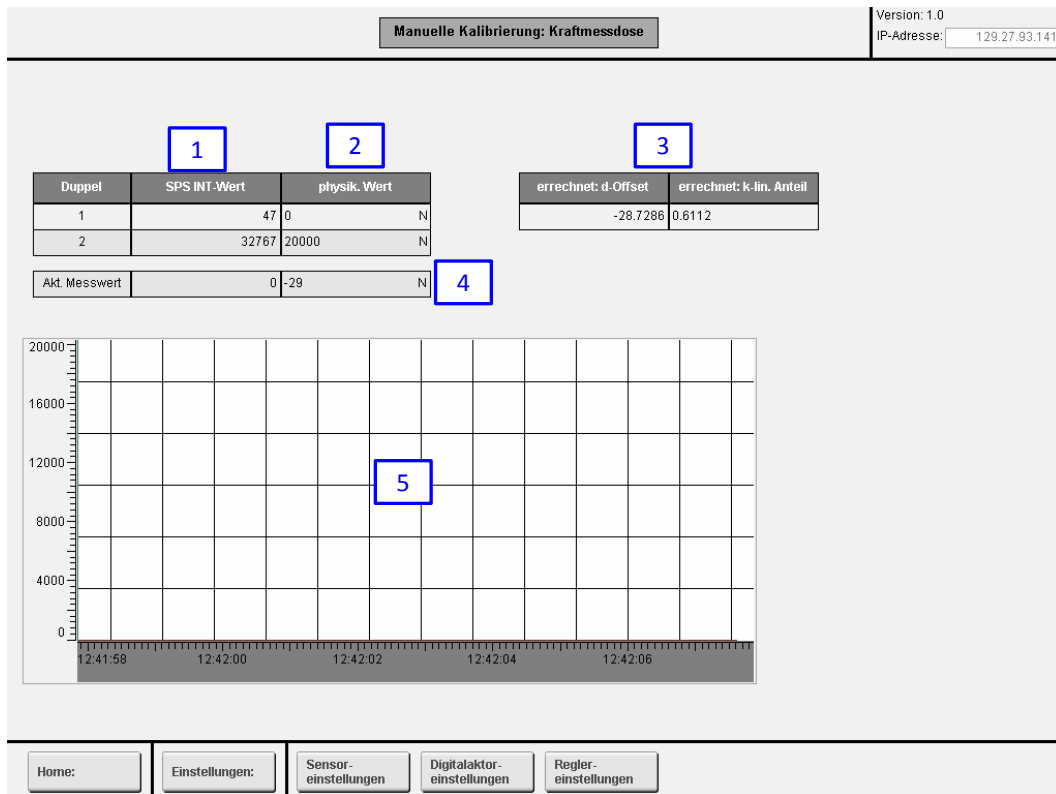 Manuelle Kalibrierung: Kraftmessdose
Version: 1.0
IP-Adresse: 129.27.93.141
1
2
3
Duppel SPS INT-Wert physik. Wert
1 47 0 N
2 32767 20000 N
errechnet: d-Offset errechnet: k-lin. Anteil
-28.7286 0.6112
Akt. Messwert 0 -29 N
4
20000
16000
12000
8000
4000
0
5
12:41:58 12:42:00 12:42:02 12:42:04 12:42:06
Home:
Einstellungen:
Sensor-
einstellungen
Digitalaktor-
einstellungen
Regler-
einstellungen